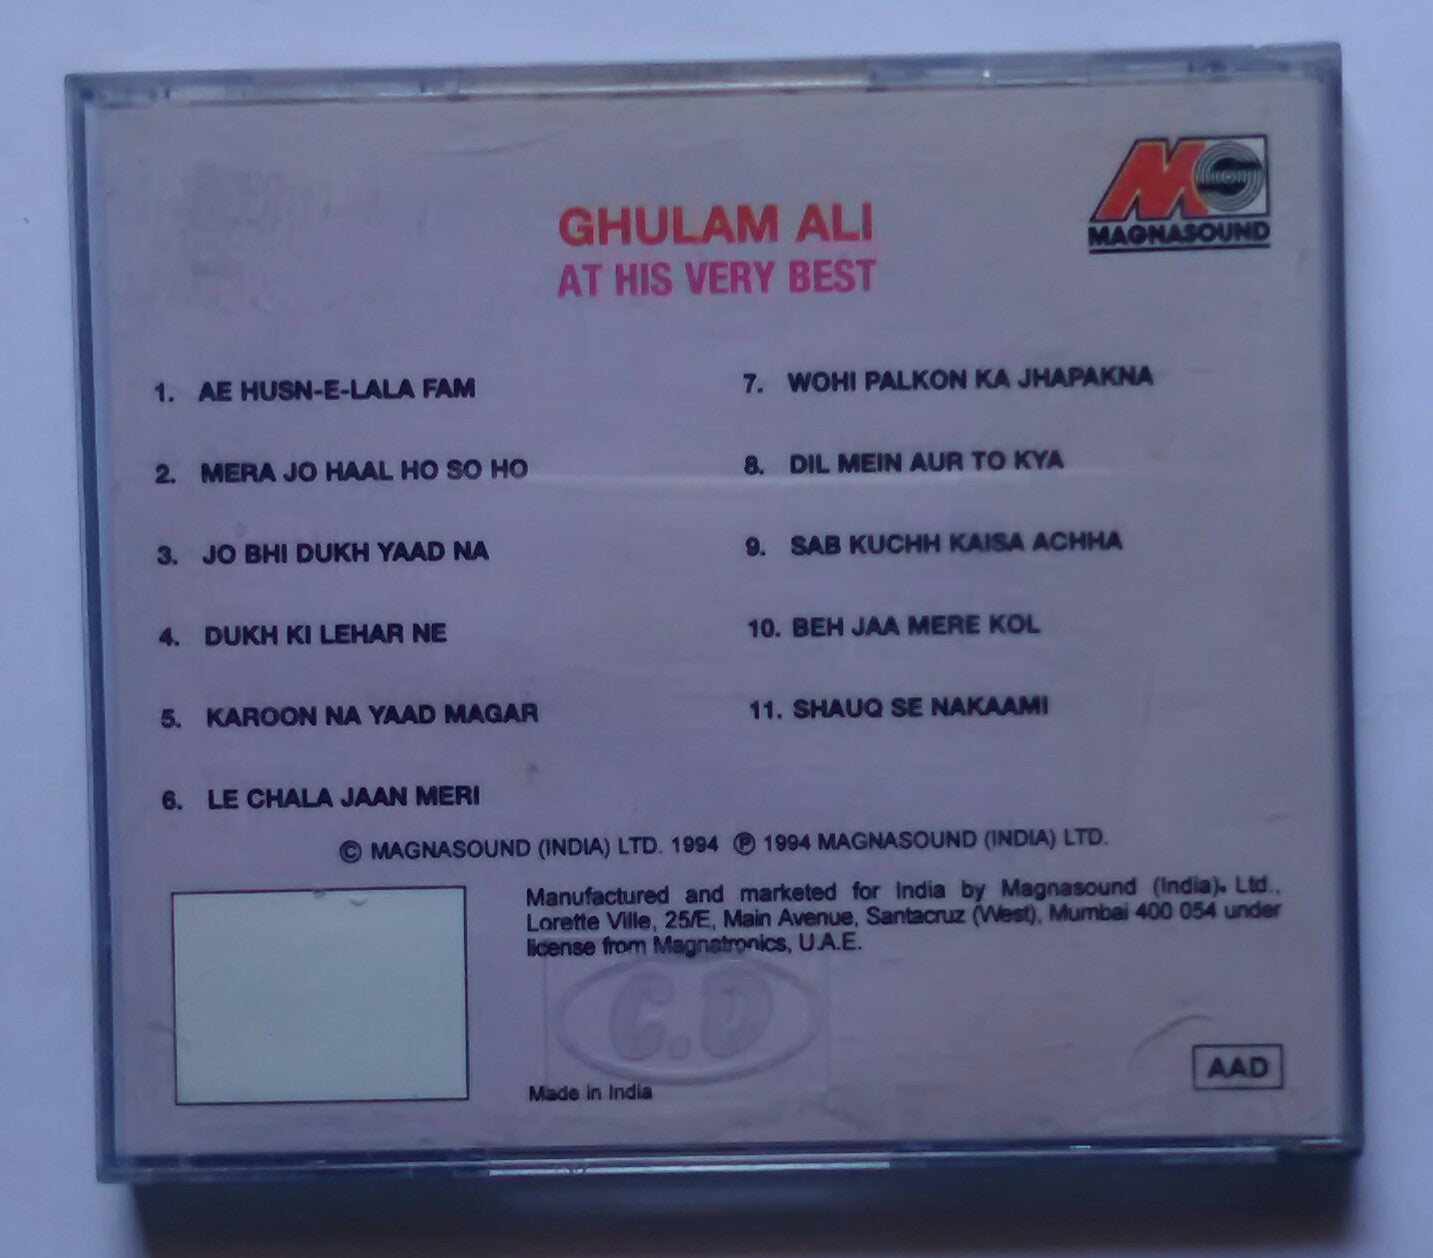 MAGNASOUND
GHULAM ALI
AT HIS VERY BEST
1. AE HUSN-E-LALA FAM
2. MERA JO HAAL HO SO HO
3. JO BHI DUKH YAAD NA
4. DUKH KI LEHAR NE
5. KAROON NA YAAD MAGAR
6. LE CHALA JAAN MERI
7. WOHI PALKON KA JHAPAKNA
8. DIL MEIN AUR TO KYA
9. SAB KUCHH KAISA ACHHA
10. BEH JAA MERE KOL
11. SHAUQ SE NAKAAMI
© MAGNASOUND (INDIA) LTD. 1994 ℗ 1994 MAGNASOUND (INDIA) LTD.
Manufactured and marketed for India by Magnasound (India). Ltd.,
Lorette Ville, 25/E, Main Avenue, Santacruz (West), Mumbai 400 054 under
license from Magnatronics, U.A.E.
C.D
Made in India
AAD